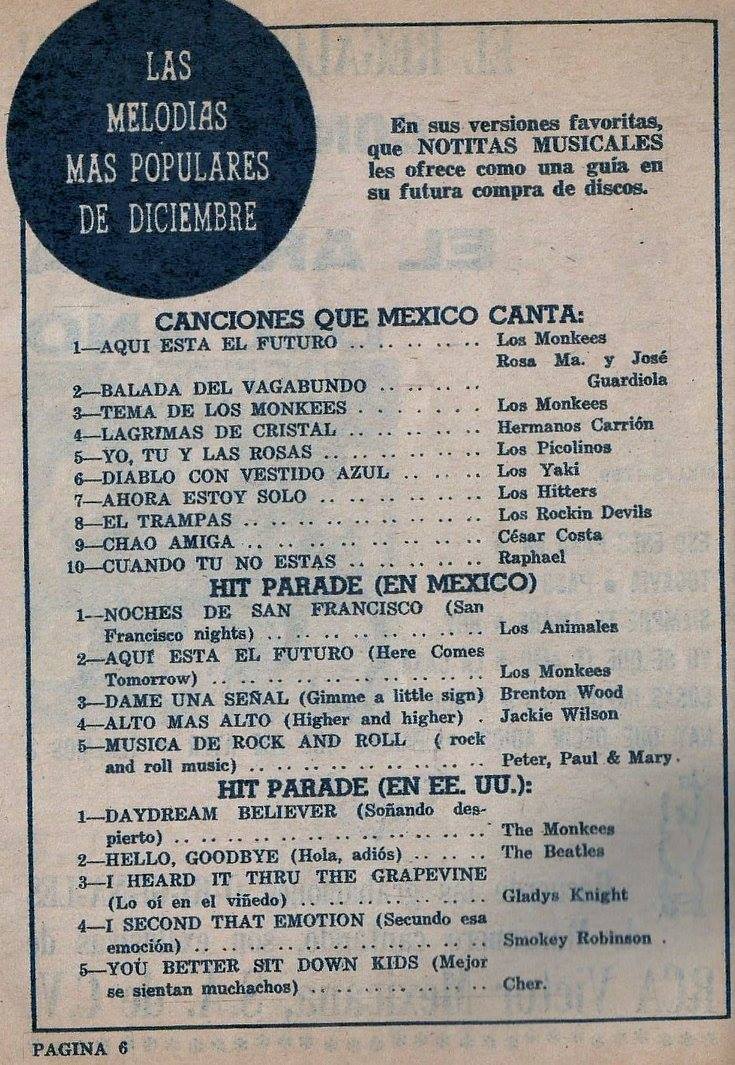 LAS
MELODIAS
MAS POPULARES
DE DICIEMBRE
En sus versiones favoritas,
que NOTITAS MUSICALES
les ofrece como una guía en
su futura compra de discos.
CANCIONES QUE MEXICO CANTA:
1—AQUI ESTA EL FUTURO .. .. .. .. .. Los Monkees
Rosa Ma. y José
2—BALADA DEL VAGABUNDO .. .. .. .. Guardiola
3—TEMA DE LOS MONKEES . .. .. .. .. Los Monkees
4—LAGRIMAS DE CRISTAL .. .. .. .. .. Hermanos Carrión
5—YO, TU Y LAS ROSAS .. .. .. .. .. .. Los Picolinos
6—DIABLO CON VESTIDO AZUL .. .. .. Los Yaki
7—AHORA ESTOY SOLO .. .. .. .. .. .. Los Hitters
8—EL TRAMPAS .. .. .. .. .. .. .. .. Los Rockin Devils
9—CHAO AMIGA .. .. .. .. .. .. .. .. César Costa
10—CUANDO TU NO ESTAS .. .. .. .. .. Raphael
HIT PARADE (EN MEXICO)
1—NOCHES DE SAN FRANCISCO (San
Francisco nights) .. .. .. .. .. .. .. Los Animales
2—AQUI ESTA EL FUTURO (Here Comes
Tomorrow) .. .. .. .. .. .. .. .. .. Los Monkees
3—DAME UNA SEÑAL (Gimme a little sign) Brenton Wood
4—ALTO MAS ALTO (Higher and higher) . Jackie Wilson
5—MUSICA DE ROCK AND ROLL ( rock
and roll music) .. .. .. .. .. .. .. Peter, Paul & Mary.
HIT PARADE (EN EE. UU.):
1—DAYDREAM BELIEVER (Soñando des-
pierto) .. .. .. .. .. .. .. .. .. .. The Monkees
2—HELLO, GOODBYE (Hola, adiós) .. .. .. The Beatles
3—I HEARD IT THRU THE GRAPEVINE
(Lo oí en el viñedo) .. .. .. .. .. .. Gladys Knight
4—I SECOND THAT EMOTION (Secundo esa
emoción) .. .. .. .. .. .. .. .. .. Smokey Robinson .
5—YOU BETTER SIT DOWN KIDS (Mejor
se sientan muchachos) .. .. .. .. .. Cher.
PAGINA 6